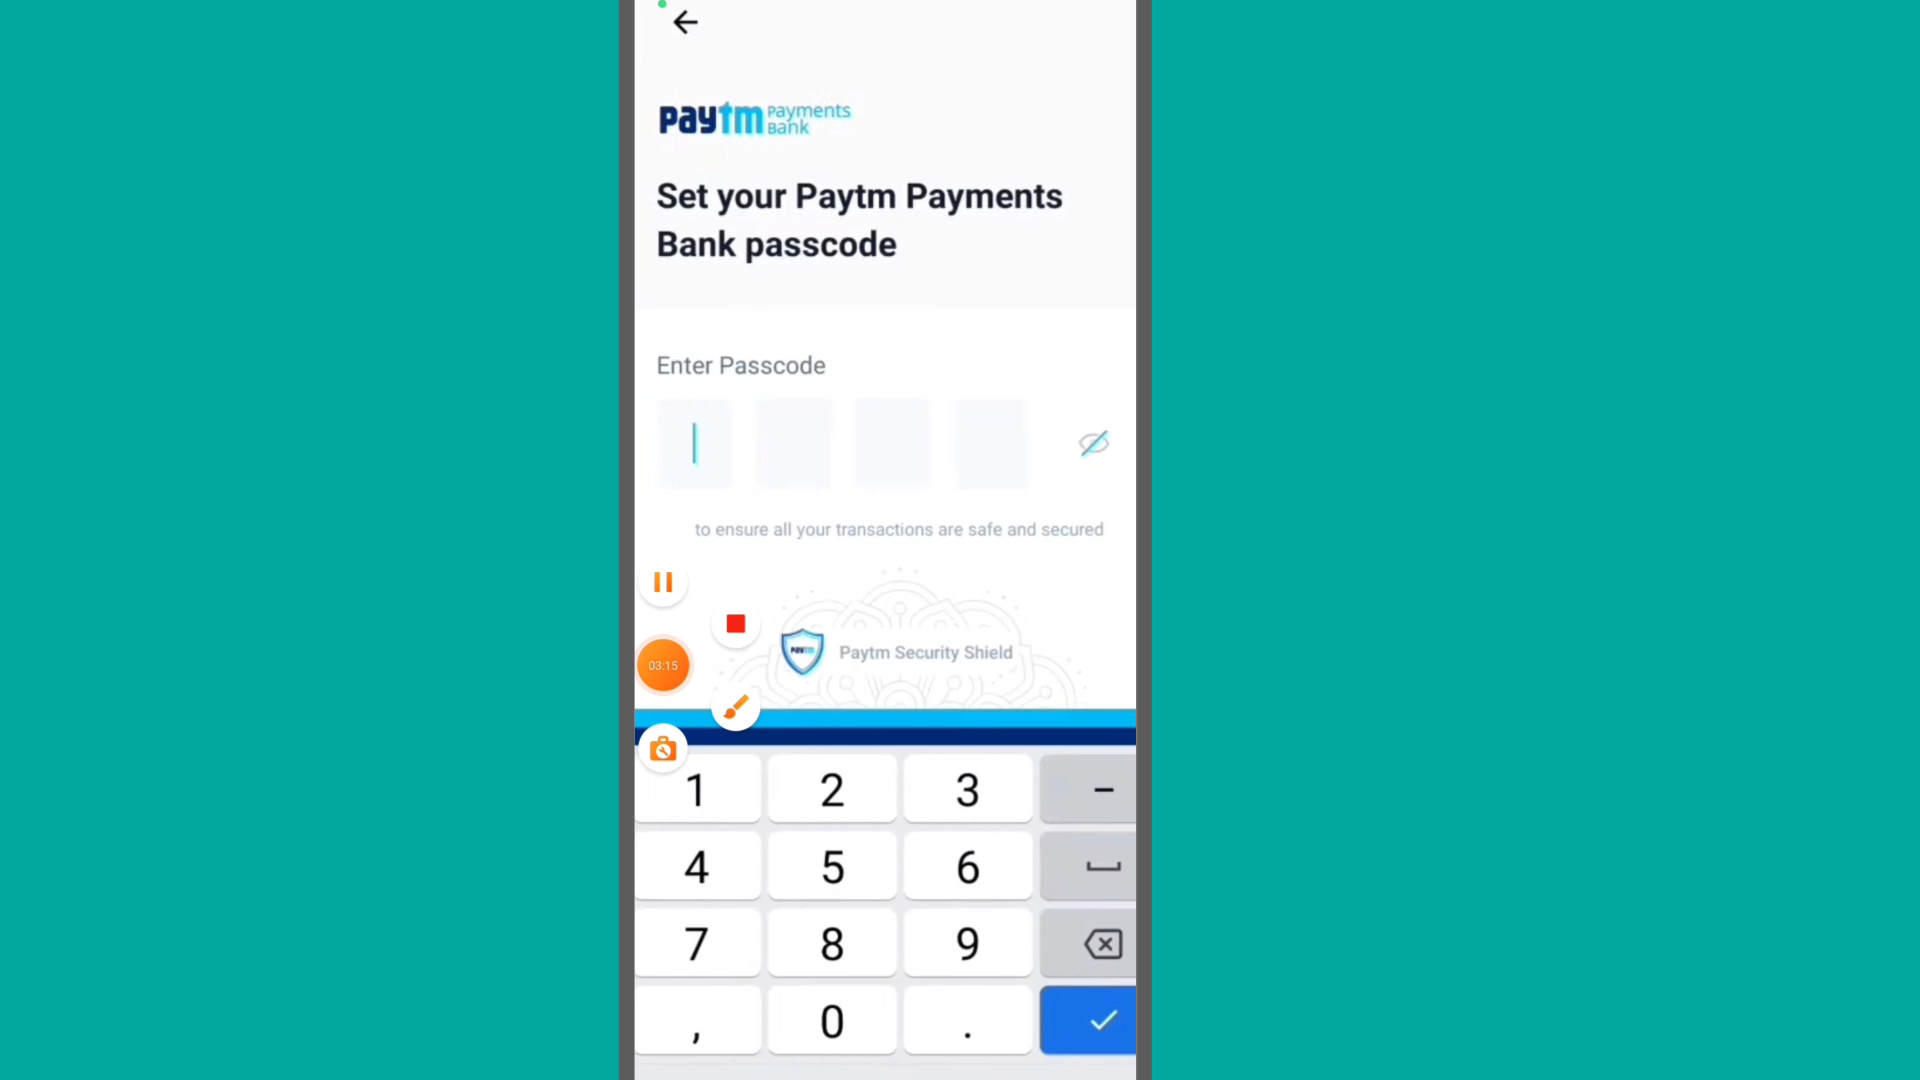 paytm Payments
Bank
Set your Paytm Payments
Bank passcode
Enter Passcode
to ensure all your transactions are safe and secured
paytm Paytm Security Shield
03:15
1 2 3 -
4 5 6
7 8 9
, 0 .